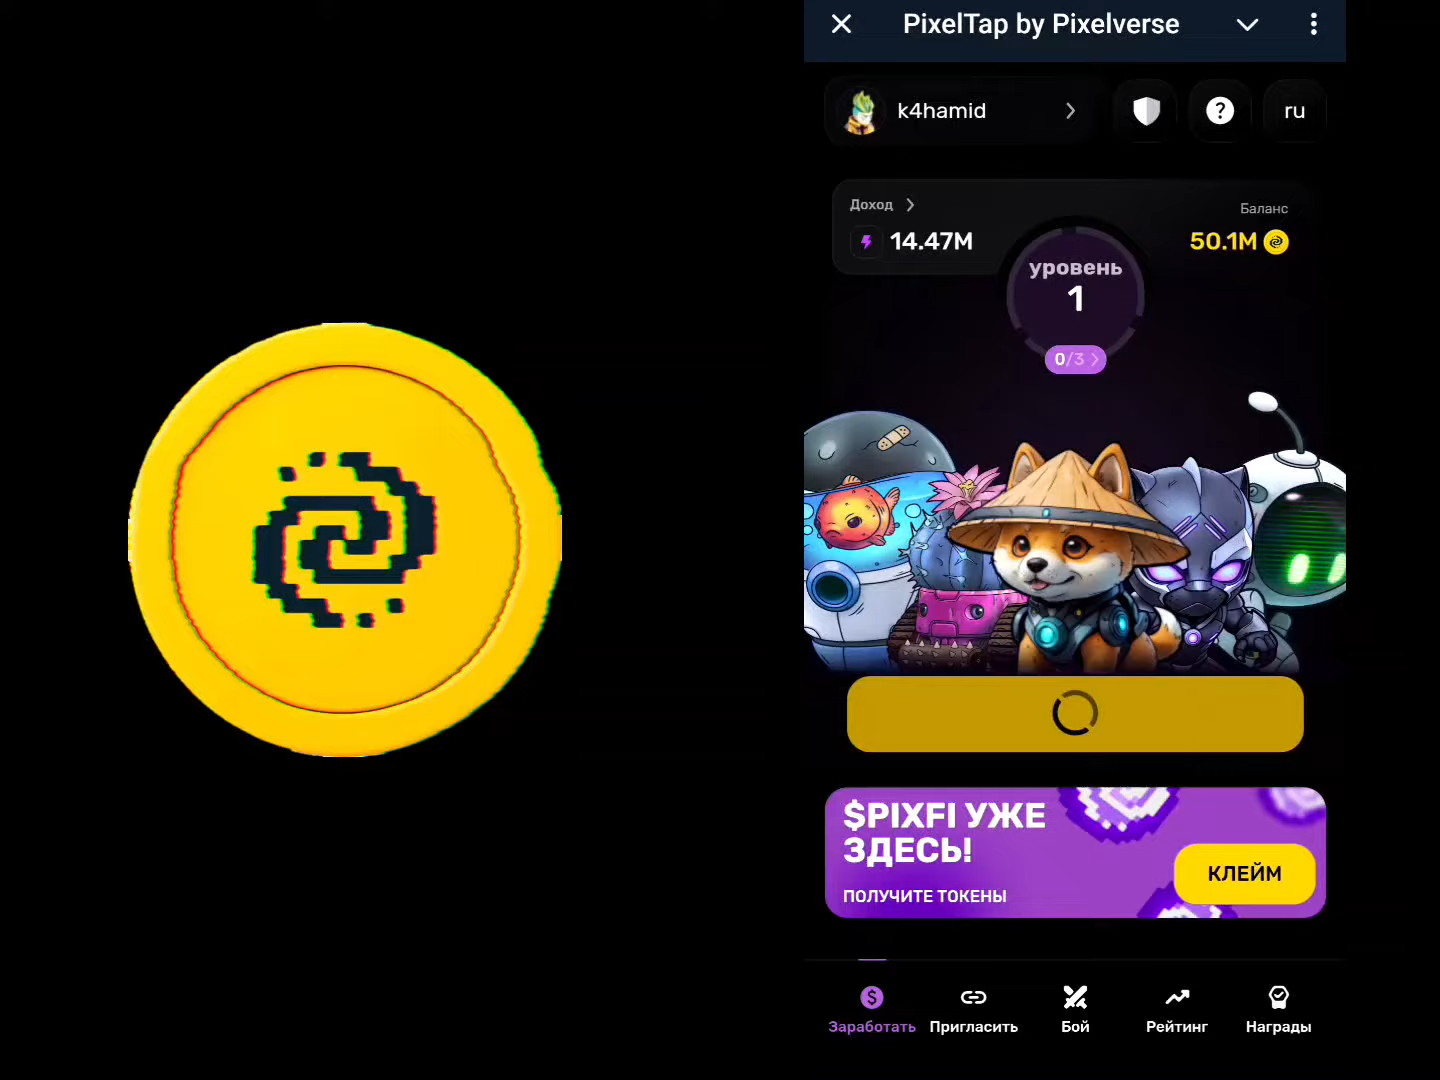 PixelTap by Pixelverse
k4hamid
?
ru
Доход
Баланс
14.47M
50.1M
уровень
1
0/3
$PIXFI УЖЕ
ЗДЕСЬ!
КЛЕЙМ
ПОЛУЧИТЕ ТОКЕНЫ
Заработать
Пригласить
Бой
Рейтинг
Награды